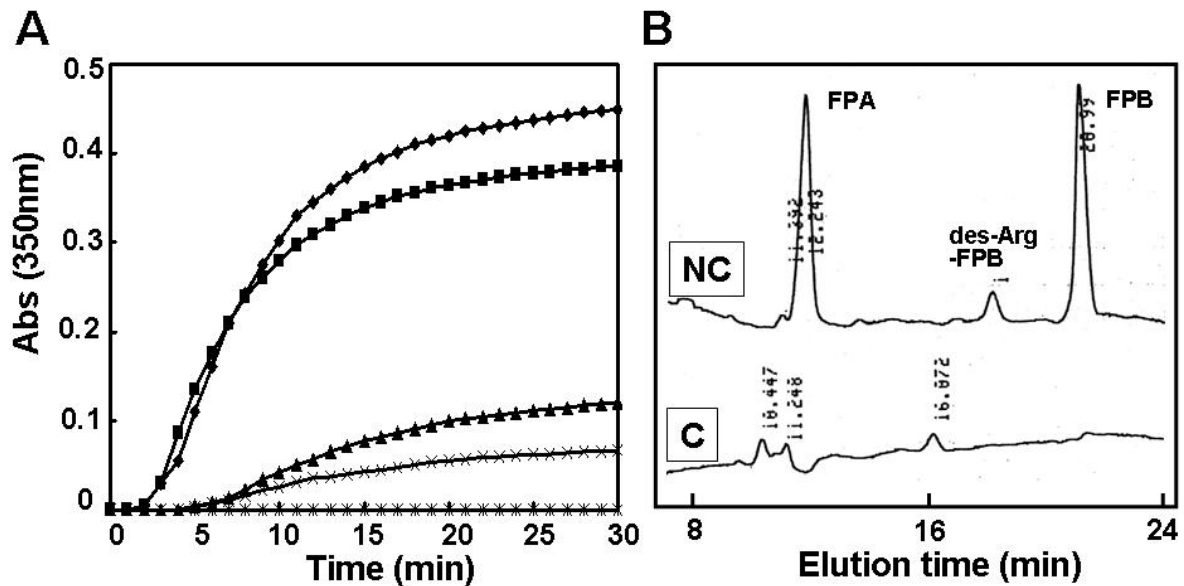 A
0.5
0.4
0.3
0.2
0.1
0
Abs (350nm)
0 5 10 15 20 25 30
Time (min)
B
FPA
FPB
11.392
12.243
20.99
des-Arg
-FPB
NC
10.447
11.248
16.072
C
8 16 24
Elution time (min)